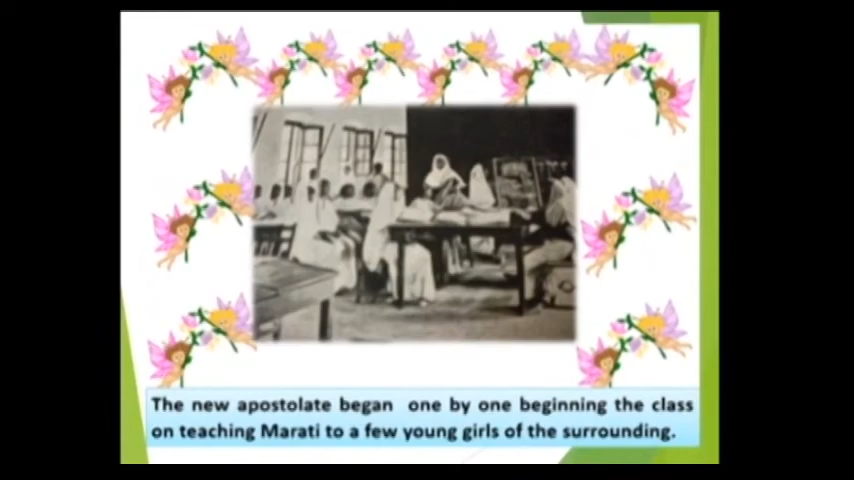 The new apostolate began one by one beginning the class
on teaching Marati to a few young girls of the surrounding.